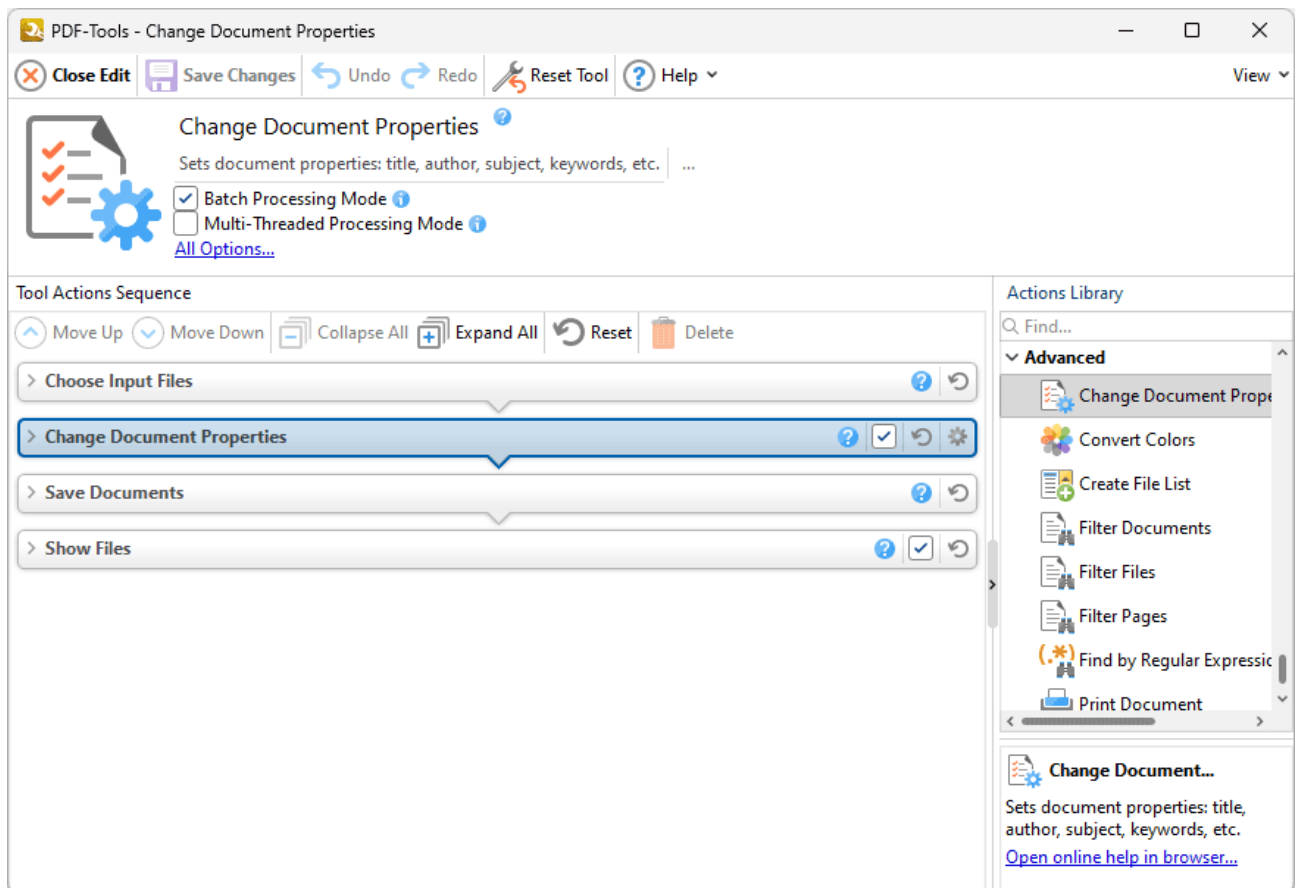 PDF-Tools - Change Document Properties
Close Edit Save Changes Undo Redo Reset Tool ? Help View
Change Document Properties ?
Sets document properties: title, author, subject, keywords, etc. ...
Batch Processing Mode i
Multi-Threaded Processing Mode i
All Options...
Tool Actions Sequence
Move Up Move Down Collapse All Expand All Reset Delete
Choose Input Files ?
Change Document Properties ?
Save Documents ?
Show Files ?
Actions Library
Find...
Advanced
Change Document Prope
Convert Colors
Create File List
Filter Documents
Filter Files
Filter Pages
(.*) Find by Regular Expressic
Print Document
Change Document...
Sets document properties: title,
author, subject, keywords, etc.
Open online help in browser...